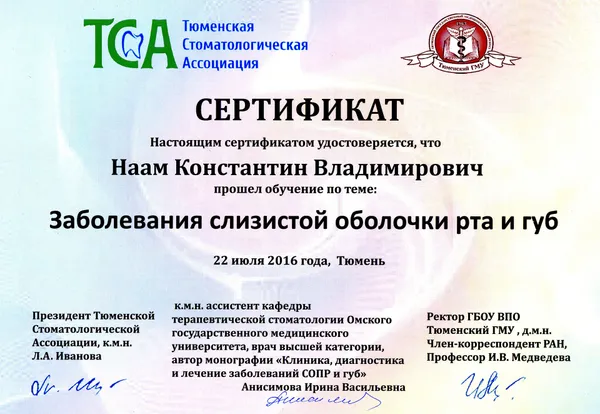 ТСА
Тюменская
Стоматологическая
Ассоциация
Тюменский ГМУ
СЕРТИФИКАТ
Настоящим сертификатом удостоверяется, что
Наам Константин Владимирович
прошел обучение по теме:
Заболевания слизистой оболочки рта и губ
22 июля 2016 года, Тюмень
Президент Тюменской
Стоматологической
Ассоциации, к.м.н.
Л.А. Иванова
к.м.н. ассистент кафедры
терапевтической стоматологии Омского
государственного медицинского
университета, врач высшей категории,
автор монографии «Клиника, диагностика
и лечение заболеваний СОПР и губ»
Анисимова Ирина Васильевна
Ректор ГБОУ ВПО
Тюменский ГМУ , д.м.н.
Член-корреспондент РАН,
Профессор И.В. Медведева